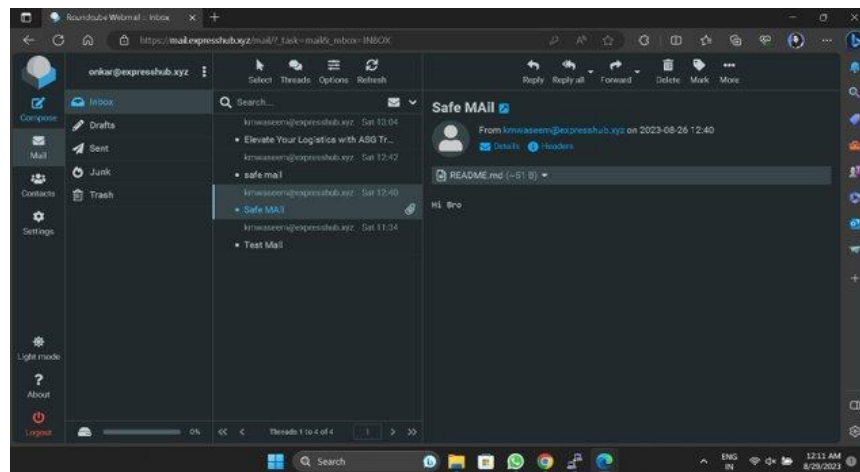 Roundcube Webmail :: Inbox
https://mail.expresshub.xyz/mail/?_task=mail&_mbox=INBOX
onkar@expresshub.xyz
Select Threads Options Refresh
Reply Reply all Forward Delete Mark More
Compose
Mail
Contacts
Settings
Light mode
About
Logout
Inbox
Drafts
Sent
Junk
Trash
0%
Search...
kmwaseem@expresshub.xyz Sat 13:04
Elevate Your Logistics with ASG Tr...
kmwaseem@expresshub.xyz Sat 12:42
safe mail
kmwaseem@expresshub.xyz Sat 12:40
Safe MAil
kmwaseem@expresshub.xyz Sat 11:34
Test Mail
Threads 1 to 4 of 4 1
Safe MAil
From kmwaseem@expresshub.xyz on 2023-08-26 12:40
Details Headers
README.md (~51 B)
Hi Bro
Search
ENG
IN
12:11 AM
8/29/2023